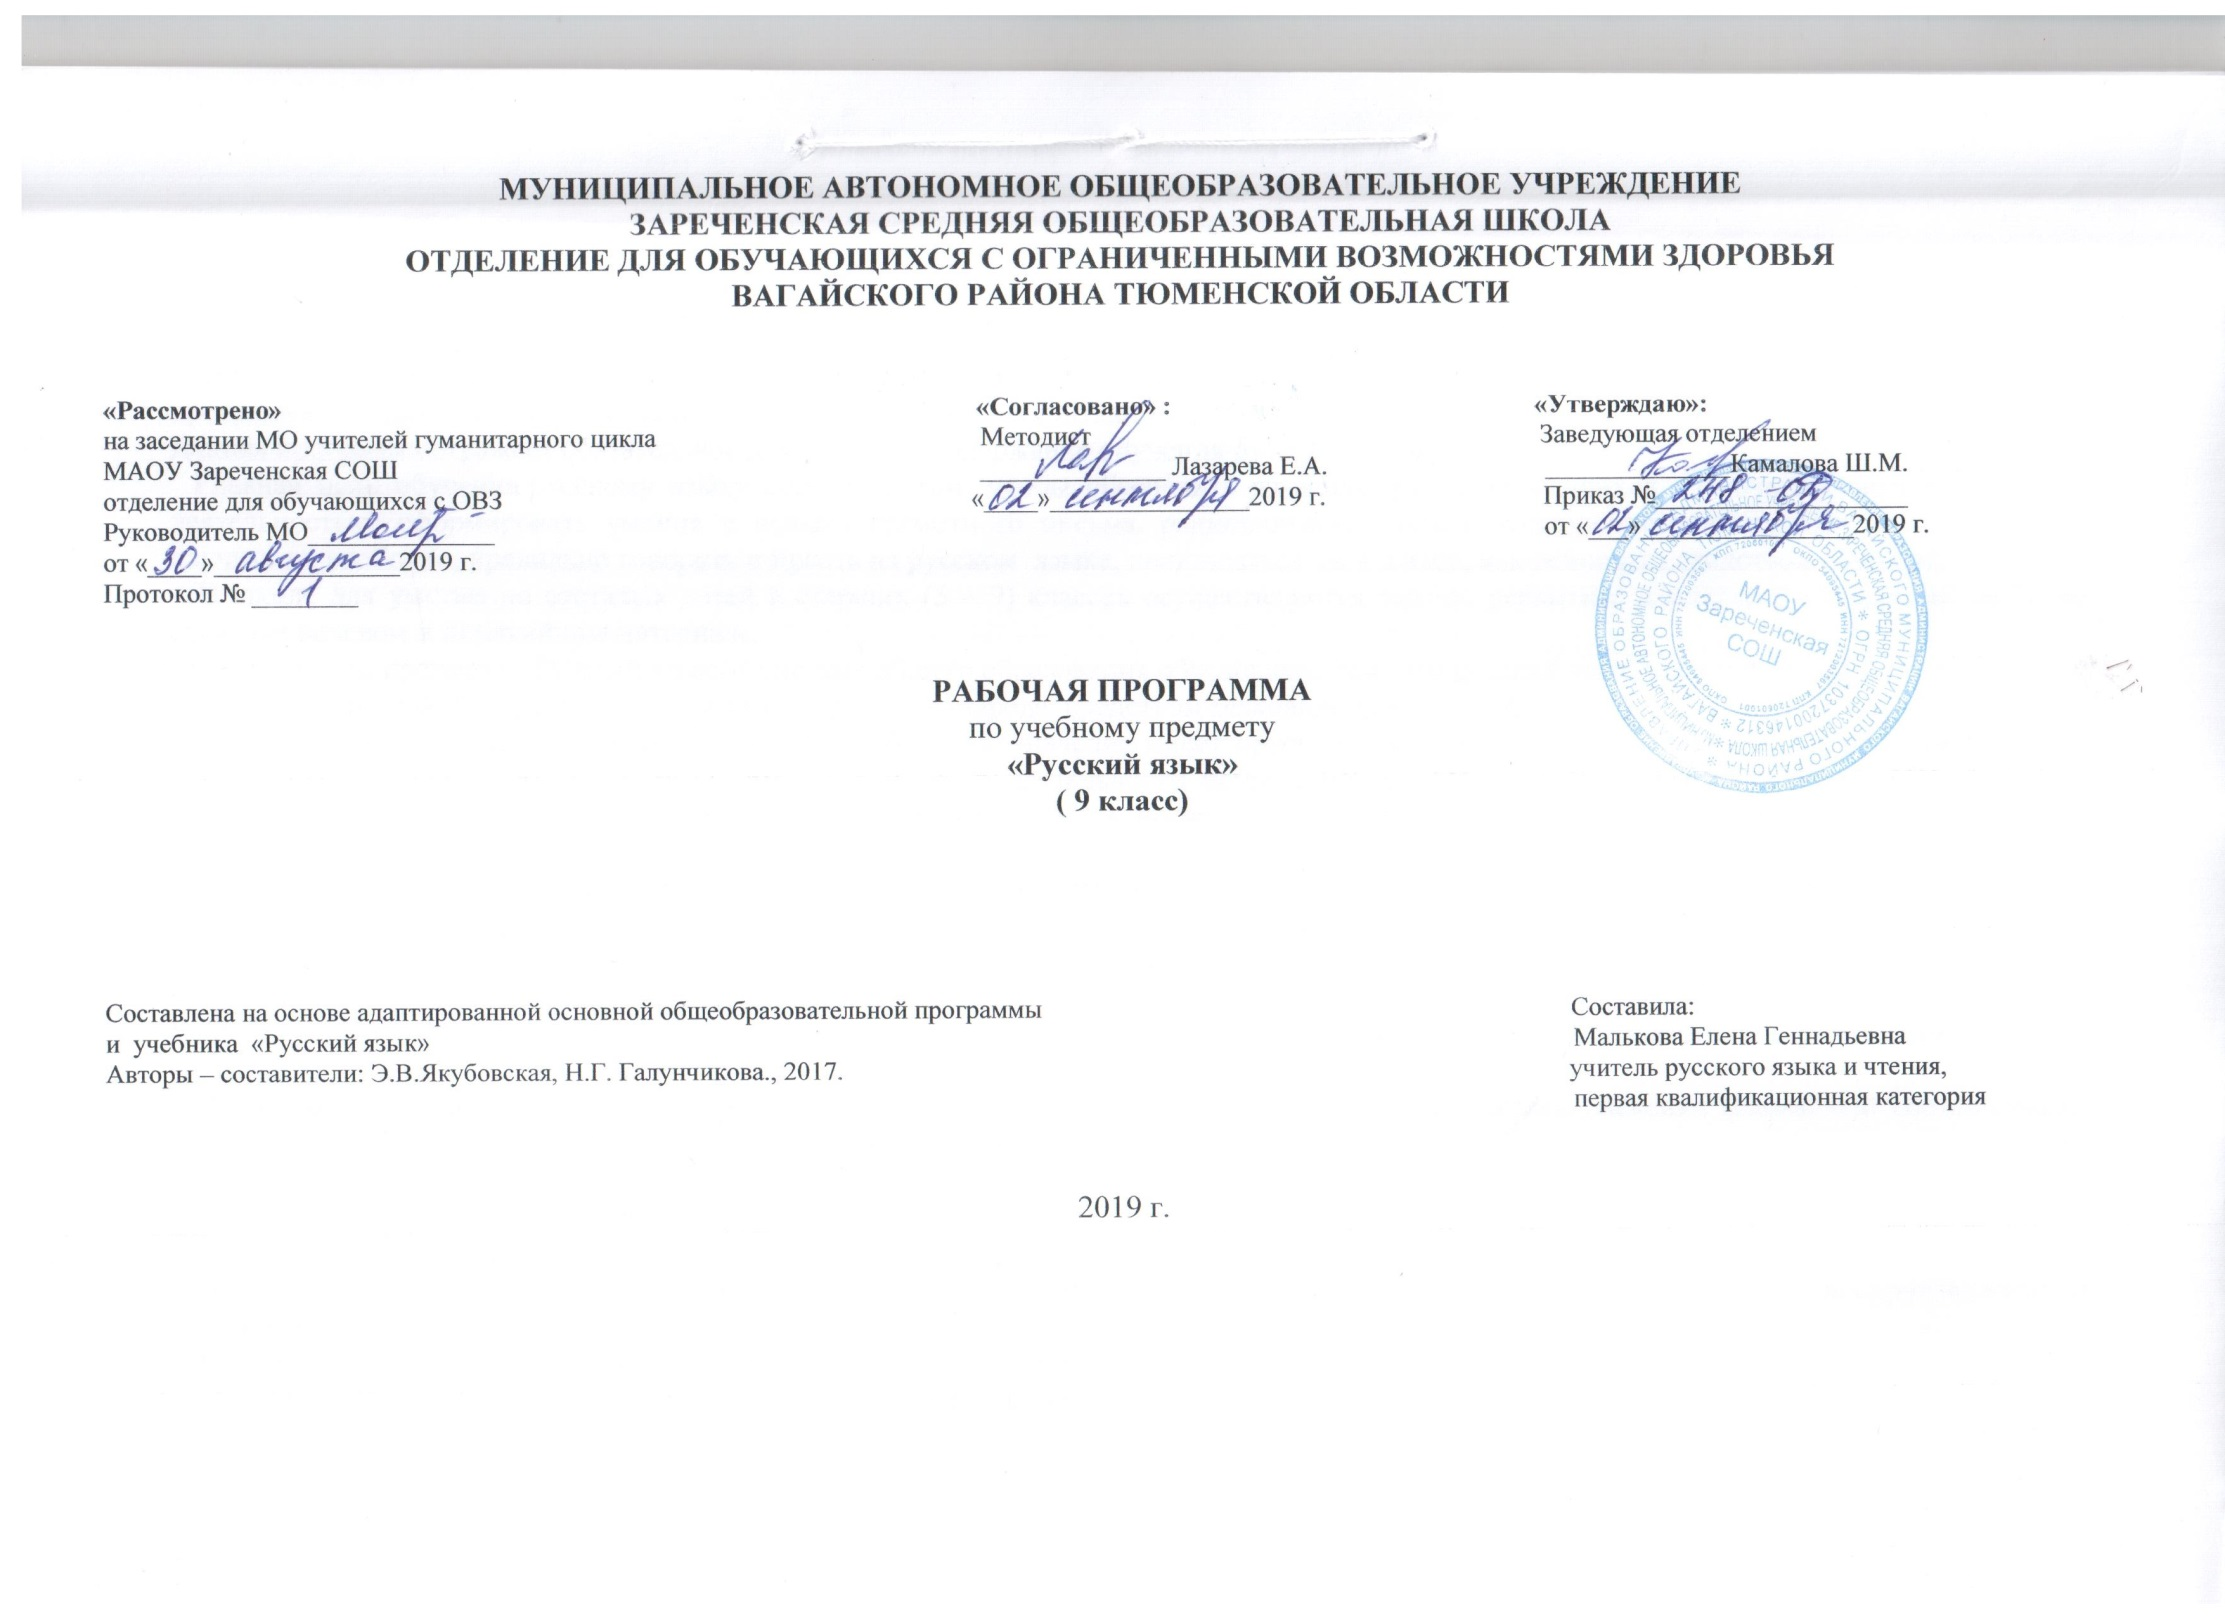 МУНИЦИПАЛЬНОЕ АВТОНОМНОЕ ОБЩЕОБРАЗОВАТЕЛЬНОЕ УЧРЕЖДЕНИЕ
ЗАРЕЧЕНСКАЯ СРЕДНЯЯ ОБЩЕОБРАЗОВАТЕЛЬНАЯ ШКОЛА
ОТДЕЛЕНИЕ ДЛЯ ОБУЧАЮЩИХСЯ С ОГРАНИЧЕННЫМИ ВОЗМОЖНОСТЯМИ ЗДОРОВЬЯ
ВАГАЙСКОГО РАЙОНА ТЮМЕНСКОЙ ОБЛАСТИ
«Рассмотрено»
на заседании МО учителей гуманитарного цикла
МАОУ Зареченская СОШ
отделение для обучающихся с ОВЗ
Руководитель МО
от «30» августа 2019 г.
Протокол № 1
«Согласовано» :
Методист
Лазарева Е.А.
«02» сентября 2019 г.
«Утверждаю»:
Заведующая отделением
Камалова Ш.М.
Приказ №
от «02» сентября 2019 г.
МАОУ
Зареченская
СОШ
РАБОЧАЯ ПРОГРАММА
по учебному предмету
«Русский язык»
( 9 класс)
Составлена на основе адаптированной основной общеобразовательной программы
и учебника «Русский язык»
Авторы – составители: Э.В.Якубовская, Н.Г. Галунчикова., 2017.
Составила:
Малькова Елена Геннадьевна
учитель русского языка и чтения,
первая квалификационная категория
2019 г.